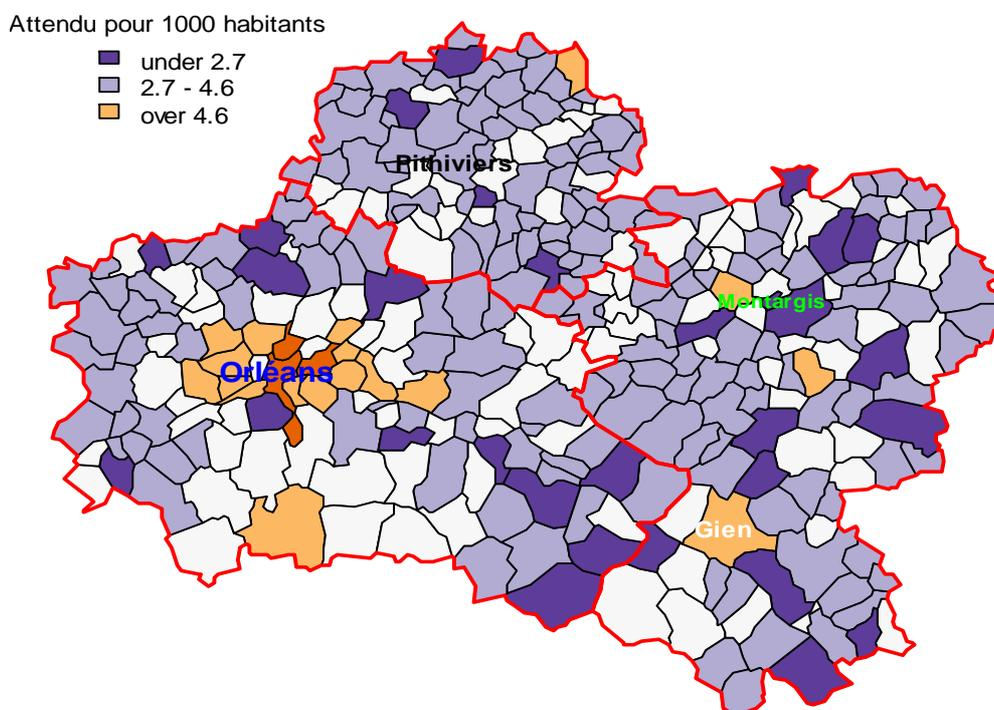 Attendu pour 1000 habitants
under 2.7
2.7 - 4.6
over 4.6
Pithiviers
Montargis
Orléans
Gien